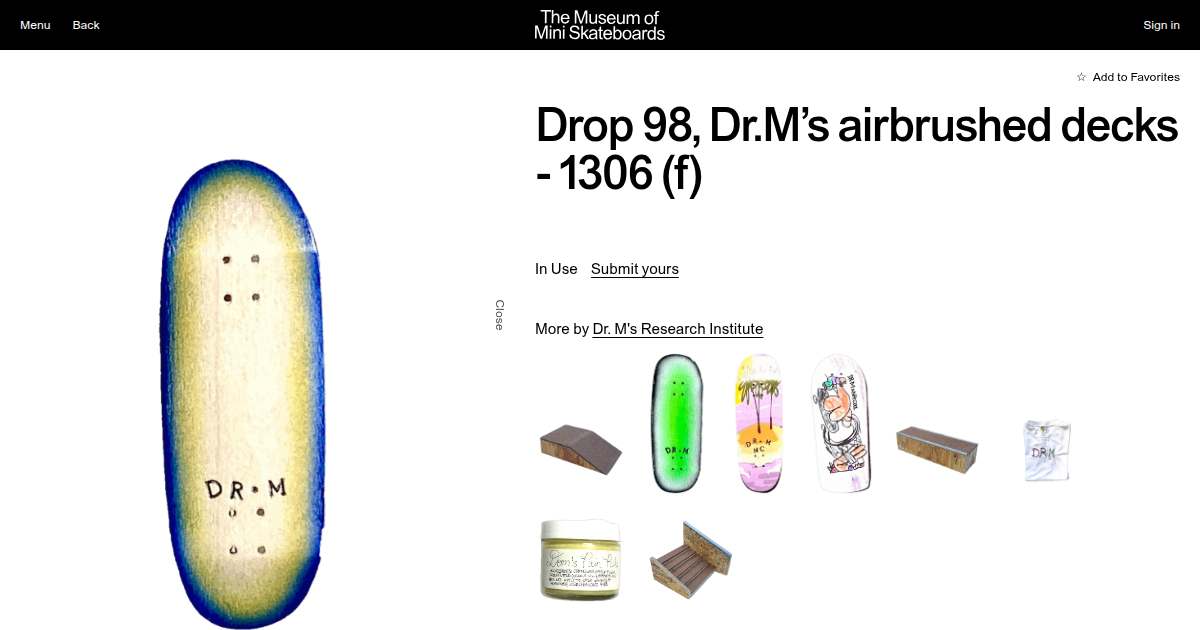 Menu
Back
The Museum of
Mini Skateboards
Sign in
☆ Add to Favorites
Drop 98, Dr.M’s airbrushed decks
- 1306 (f)
In Use
Submit yours
Close
More by Dr. M's Research Institute
DR•M
DR•M
DR•M
MC
DR•M